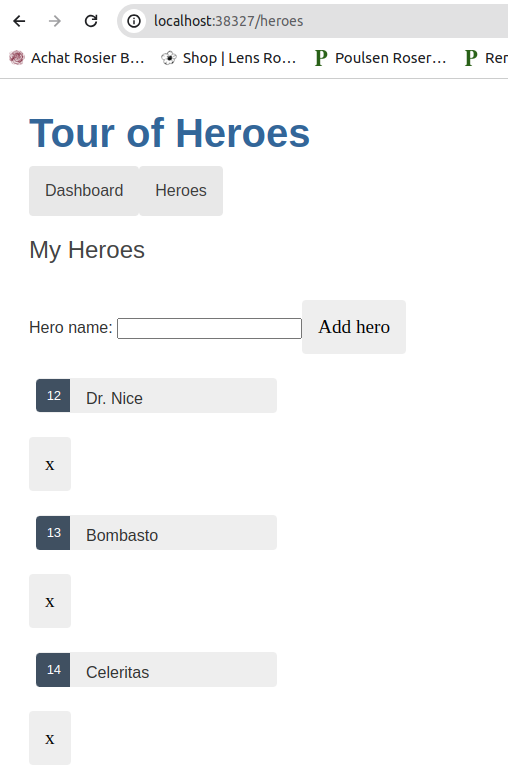 localhost:38327/heroes
Achat Rosier B... Shop | Lens Ro... Poulsen Roser... Rer
Tour of Heroes
Dashboard Heroes
My Heroes
Hero name: Add hero
12 Dr. Nice
x
13 Bombasto
x
14 Celeritas
x